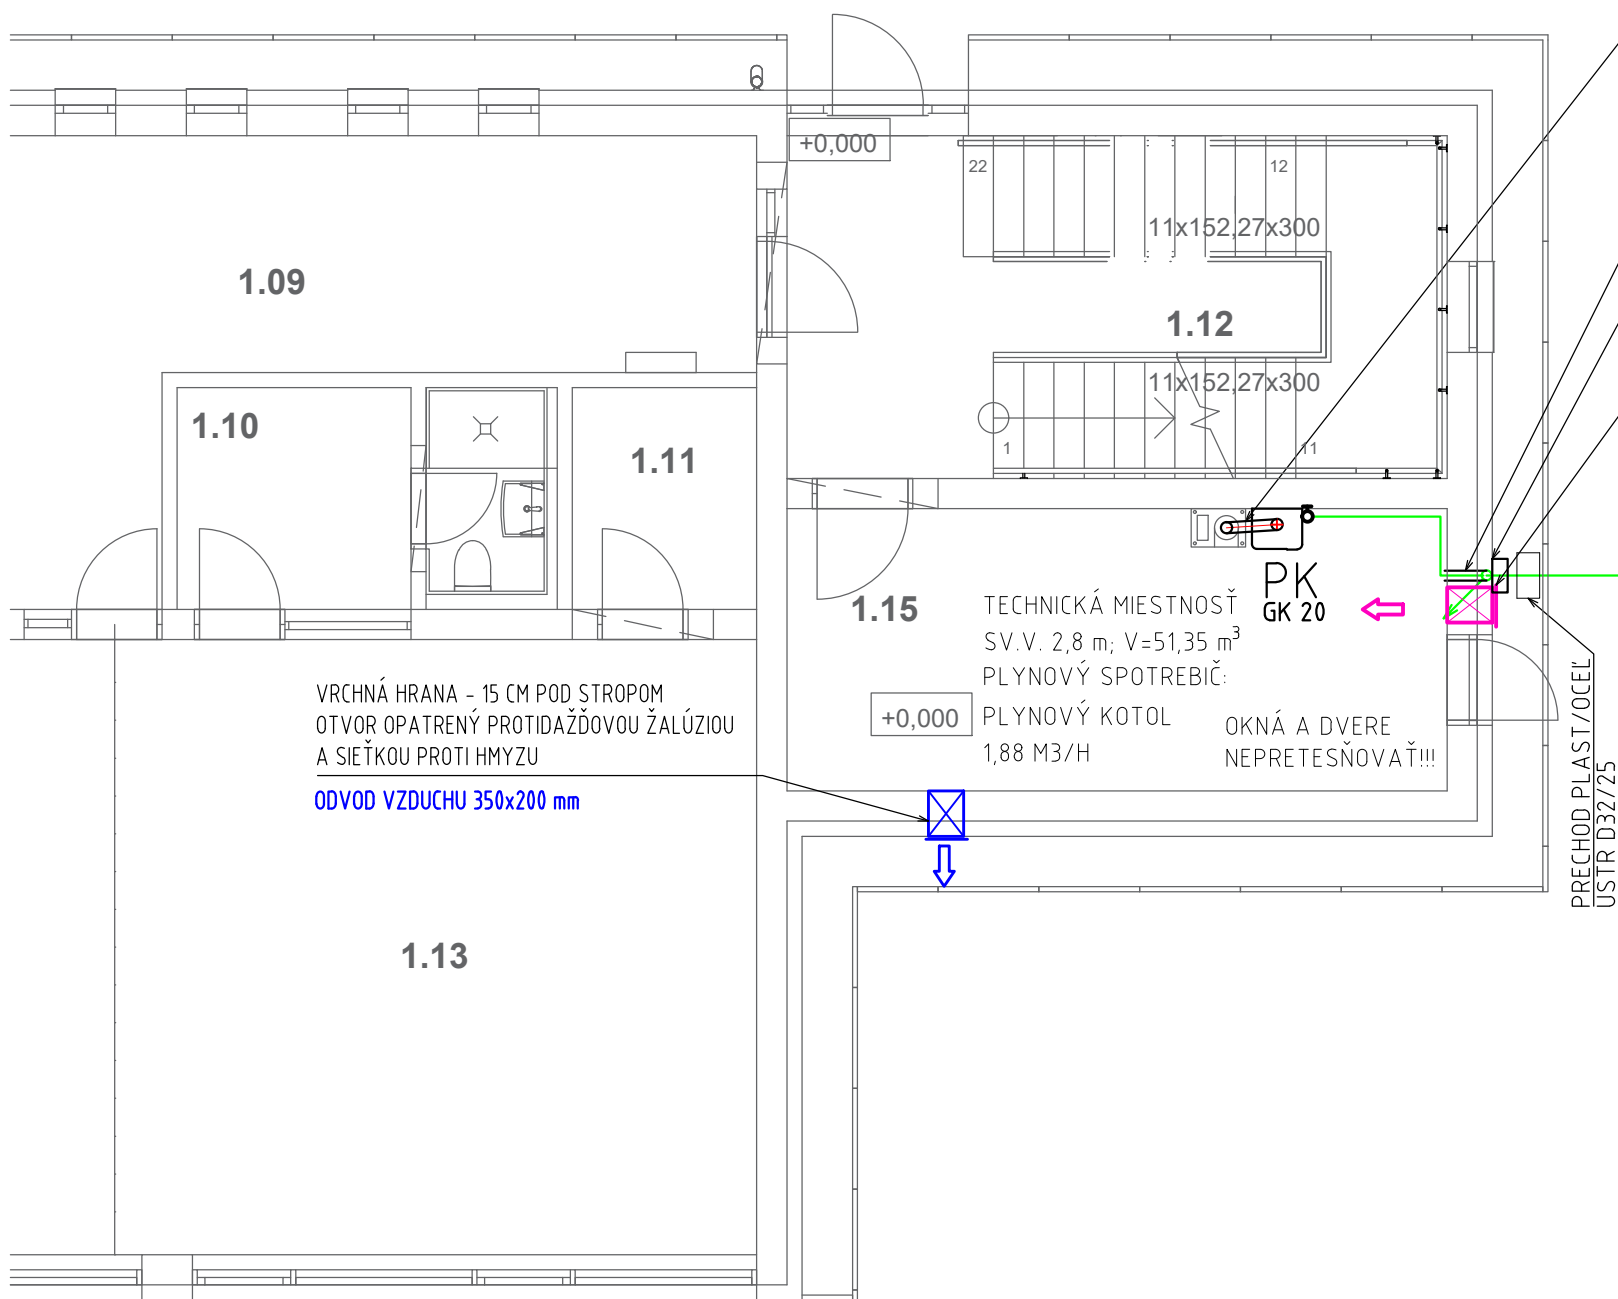 +0,000
22
12
11x152,27x300
1.09
1.12
11x152,27x300
1.10
1.11
1
11
PK
GK 20
1.15
TECHNICKÁ MIESTNOSŤ
SV.V. 2,8 m; V=51,35 m³
PLYNOVÝ SPOTREBIČ:
PLYNOVÝ KOTOL
1,88 M3/H
+0,000
OKNÁ A DVERE
NEPRETESŇOVAŤ!!!
VRCHNÁ HRANA - 15 CM POD STROPOM
OTVOR OPATRENÝ PROTIDAŽĎOVOU ŽALÚZIOU
A SIEŤKOU PROTI HMYZU
ODVOD VZDUCHU 350x200 mm
PRECHOD PLAST/OCEĽ
USTR D32/25
1.13